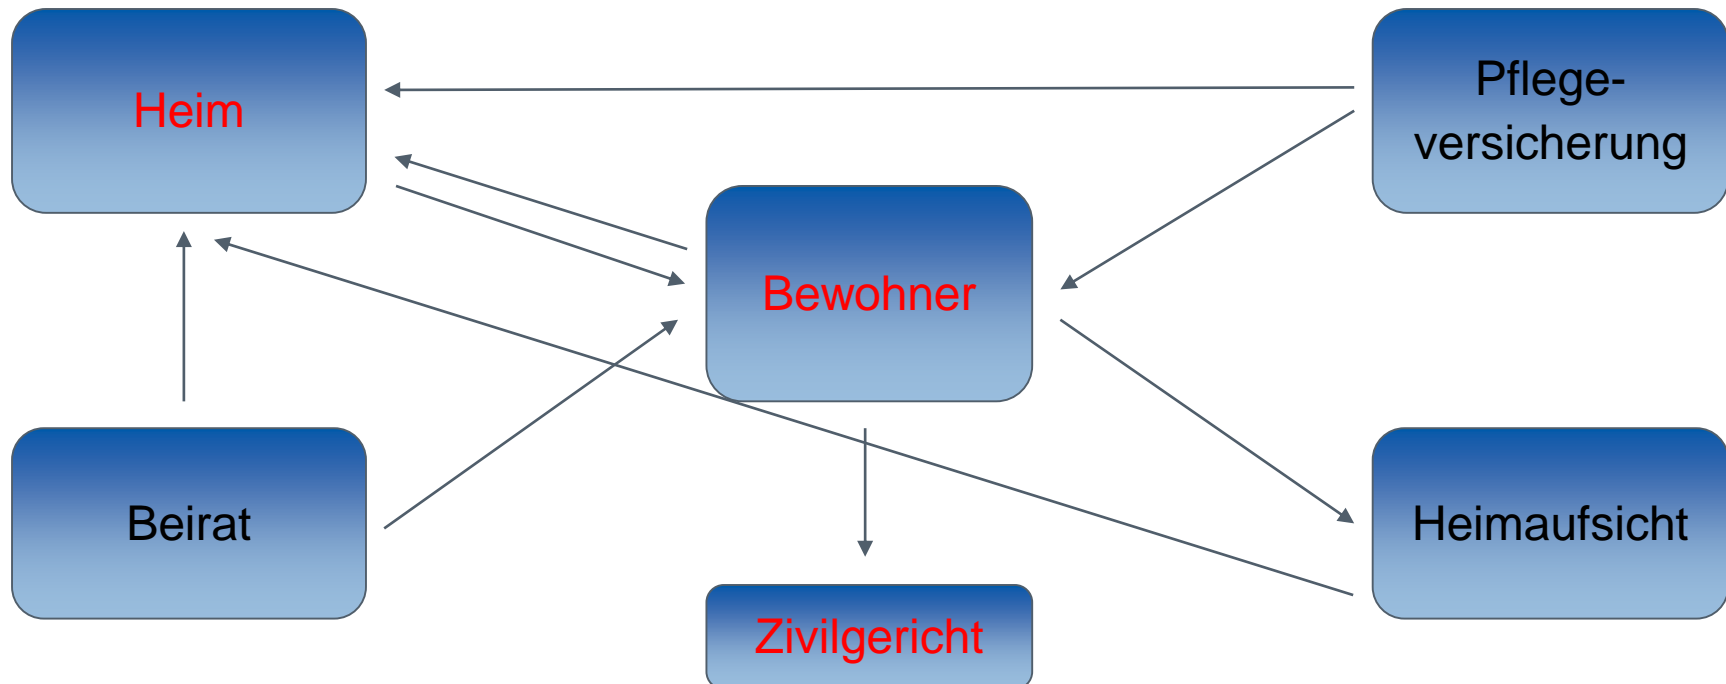 Heim
Pflege-
versicherung
Bewohner
Beirat
Heimaufsicht
Zivilgericht